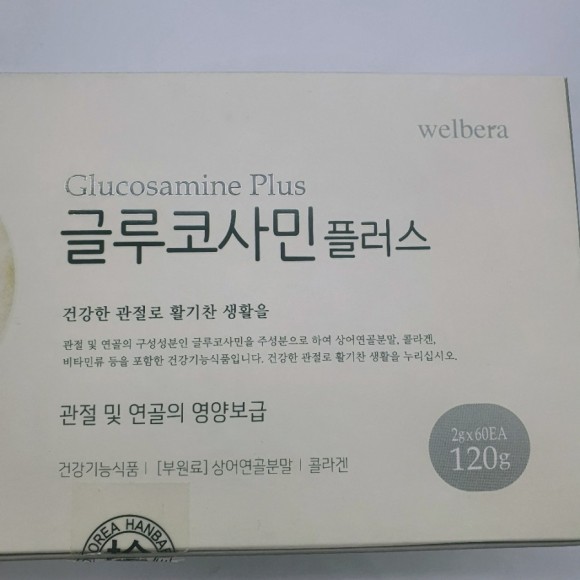 welbera
Glucosamine Plus
글루코사민 플러스
건강한 관절로 활기찬 생활을
관절 및 연골의 구성성분인 글루코사민을 주성분으로 하여 상어연골분말, 콜라겐,
비타민류 등을 포함한 건강기능식품입니다. 건강한 관절로 활기찬 생활을 누리십시오.
관절 및 연골의 영양보급
2gx60EA
120g
건강기능식품 | [부원료] 상어연골분말 | 콜라겐
KOREA HANBA